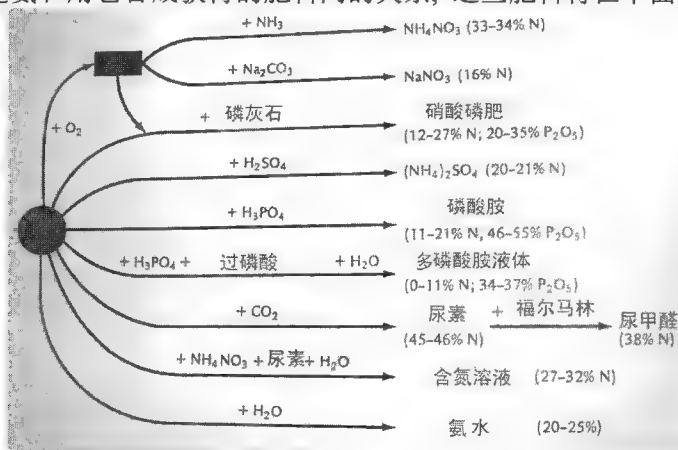 + NH₃ NH₄NO₃ (33-34% N)
+ Na₂CO₃ NaNO₃ (16% N)
+ O₂
+ 磷灰石 硝酸磷肥
(12-27% N; 20-35% P₂O₅)
+ H₂SO₄ (NH₄)₂SO₄ (20-21% N)
+ H₃PO₄ 磷酸胺
(11-21% N, 46-55% P₂O₅)
+ H₃PO₄ + 过磷酸 + H₂O 多磷酸胺液体
(0-11% N; 34-37% P₂O₅)
+ CO₂ 尿素 + 福尔马林 尿甲醛
(45-46% N) (38% N)
+ NH₄NO₃ + 尿素 + H₂O 含氮溶液 (27-32% N)
+ H₂O 氨水 (20-25%)